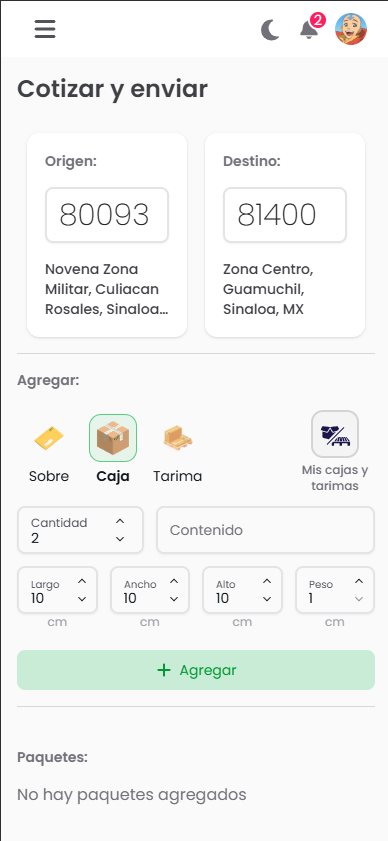 2
Cotizar y enviar
Origen:
Destino:
80093
81400
Novena Zona
Militar, Culiacan
Rosales, Sinaloa...
Zona Centro,
Guamuchil,
Sinaloa, MX
Agregar:
Sobre
Caja
Tarima
Mis cajas y
tarimas
Cantidad
2
Contenido
Largo
10
cm
Ancho
10
cm
Alto
10
cm
Peso
1
cm
+ Agregar
Paquetes:
No hay paquetes agregados